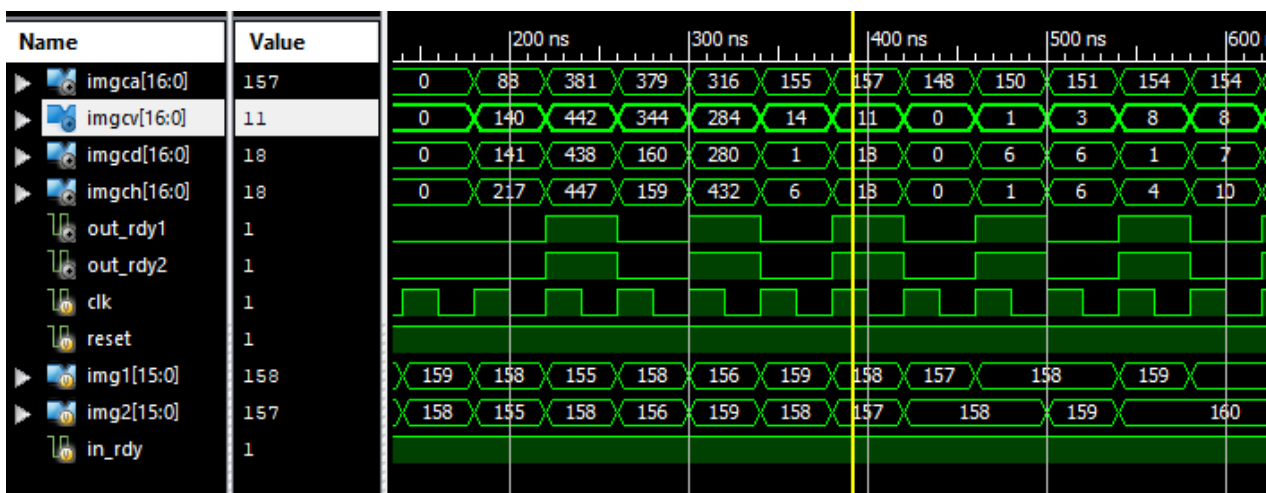 Name Value 200 ns 300 ns 400 ns 500 ns 600
imgca[16:0] 157 0 88 381 379 316 155 157 148 150 151 154 154
imgcv[16:0] 11 0 140 442 344 284 14 11 0 1 3 8 8
imgcd[16:0] 18 0 141 438 160 280 1 18 0 6 6 1 7
imgch[16:0] 18 0 217 447 159 432 6 18 0 1 6 4 10
out_rdy1 1
out_rdy2 1
clk 1
reset 1
img1[15:0] 158 159 158 155 158 156 159 158 157 158 159
img2[15:0] 157 158 155 158 156 159 158 157 158 159 160
in_rdy 1